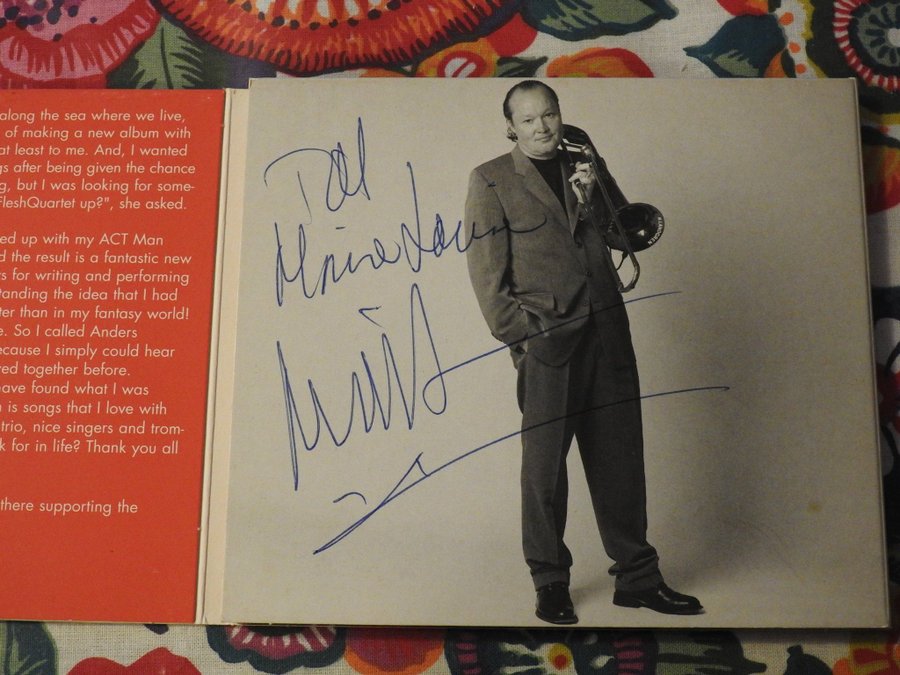 along the sea where we live,
of making a new album with
at least to me. And, I wanted
gs after being given the chance
g, but I was looking for some-
FleshQuartet up?", she asked.
ed up with my ACT Man
d the result is a fantastic new
s for writing and performing
tanding the idea that I had
ter than in my fantasy world!
e. So I called Anders
ecause I simply could hear
yed together before.
have found what I was
n is songs that I love with
trio, nice singers and trom-
k for in life? Thank you all
there supporting the